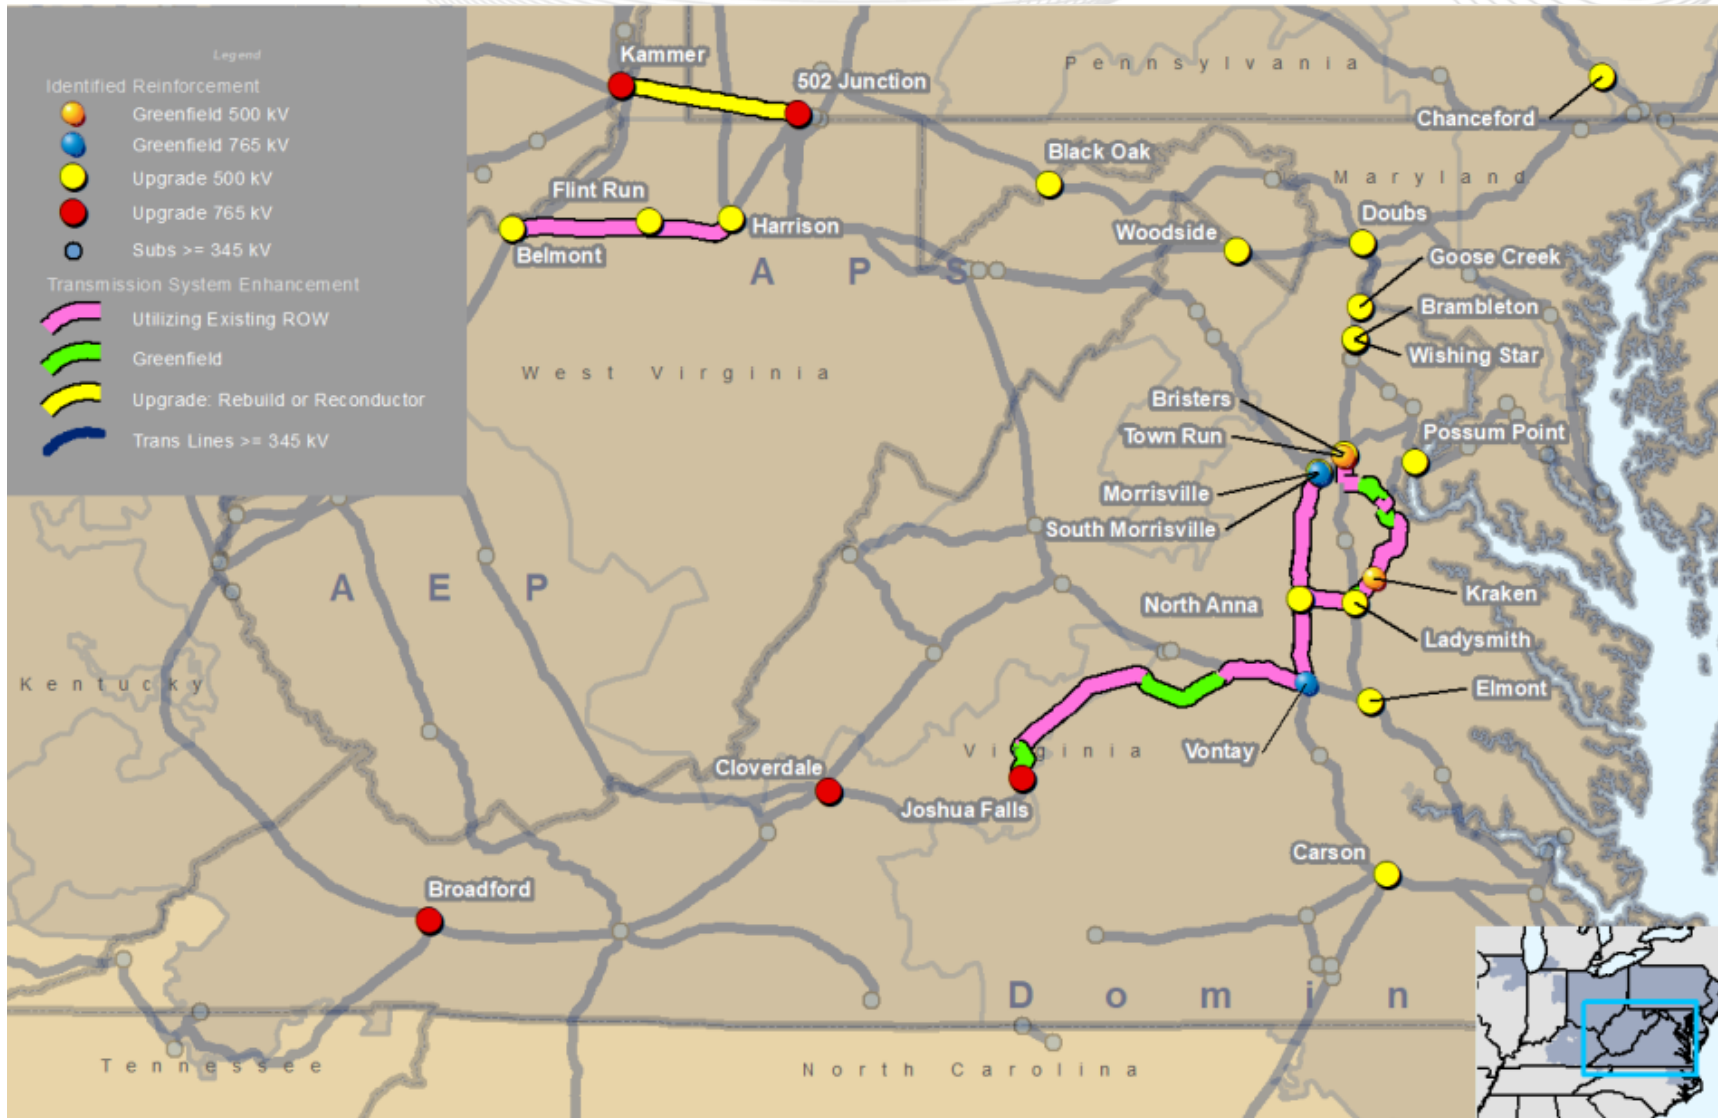 Legend
Identified Reinforcement
Greenfield 500 kV
Greenfield 765 kV
Upgrade 500 kV
Upgrade 765 kV
Subs >= 345 kV
Transmission System Enhancement
Utilizing Existing ROW
Greenfield
Upgrade: Rebuild or Reconductor
Trans Lines >= 345 kV
Kammer
502 Junction
Pennsylvania
Chanceford
Black Oak
Maryland
Flint Run
Harrison
Belmont
Woodside
Doubs
Goose Creek
APS
Brambleton
Wishing Star
West Virginia
Bristers
Town Run
Possum Point
Morrisville
South Morrisville
AEP
North Anna
Kraken
Ladysmith
Kentucky
Elmont
Virginia
Vontay
Cloverdale
Joshua Falls
Carson
Broadford
Domin
Tennessee
North Carolina